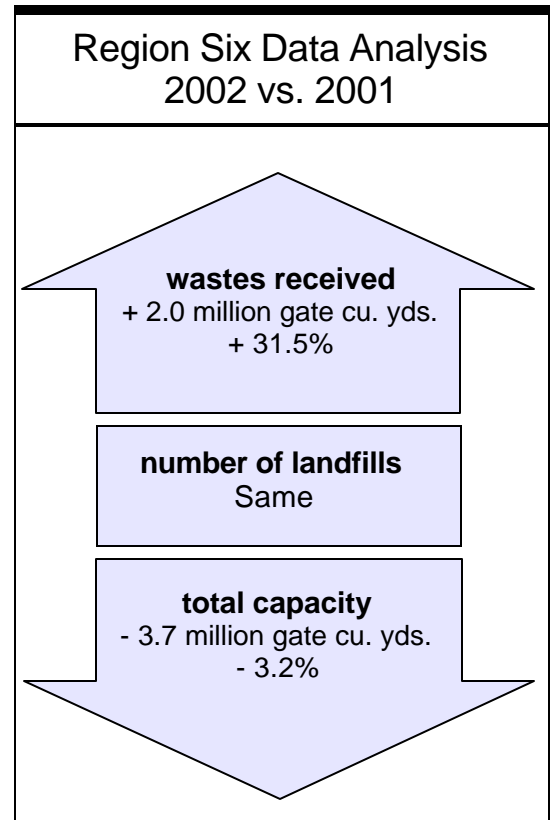 Region Six Data Analysis
2002 vs. 2001
wastes received
+ 2.0 million gate cu. yds.
+ 31.5%
number of landfills
Same
total capacity
- 3.7 million gate cu. yds.
- 3.2%